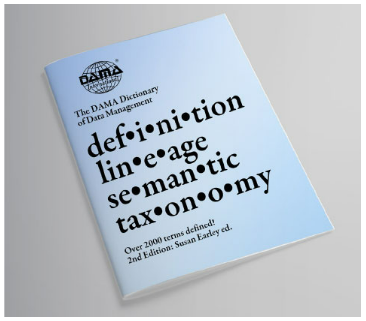 DAMA
The DAMA Dictionary
of Data Management
def•i•ni•tion
lin•e•age
se•man•tic
tax•on•o•my
Over 2000 terms defined!
2nd Edition: Susan Earley ed.